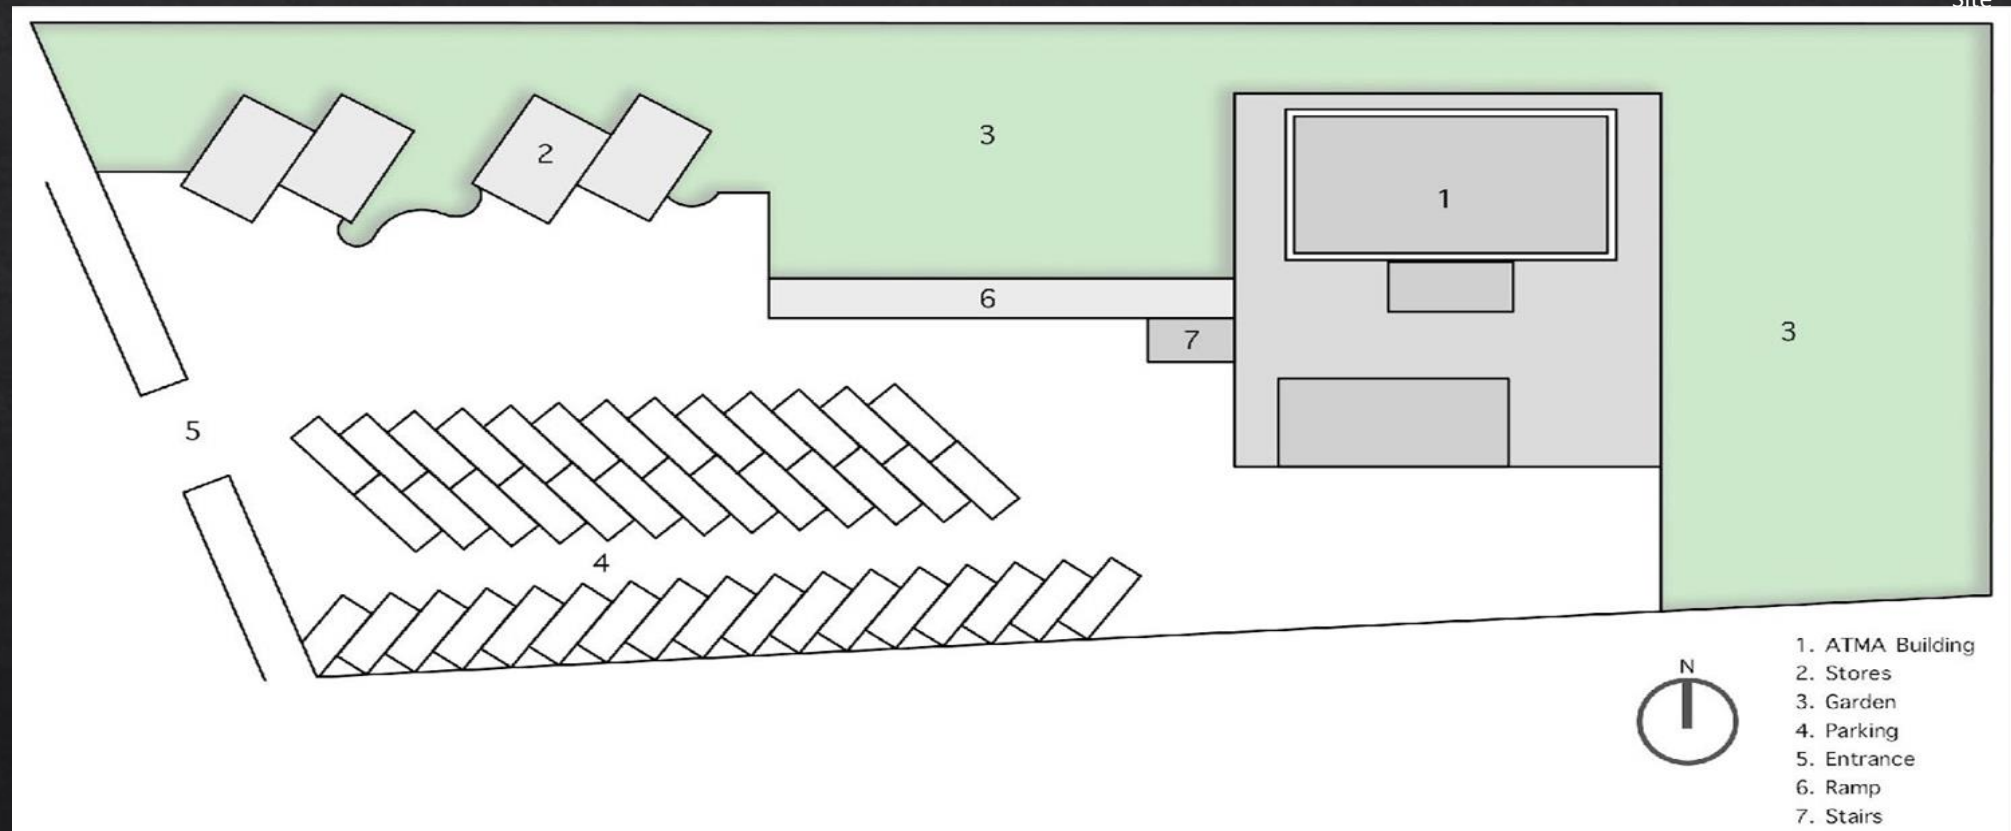 Site
2
3
1
6
7
3
5
4
N
1. ATMA Building
2. Stores
3. Garden
4. Parking
5. Entrance
6. Ramp
7. Stairs